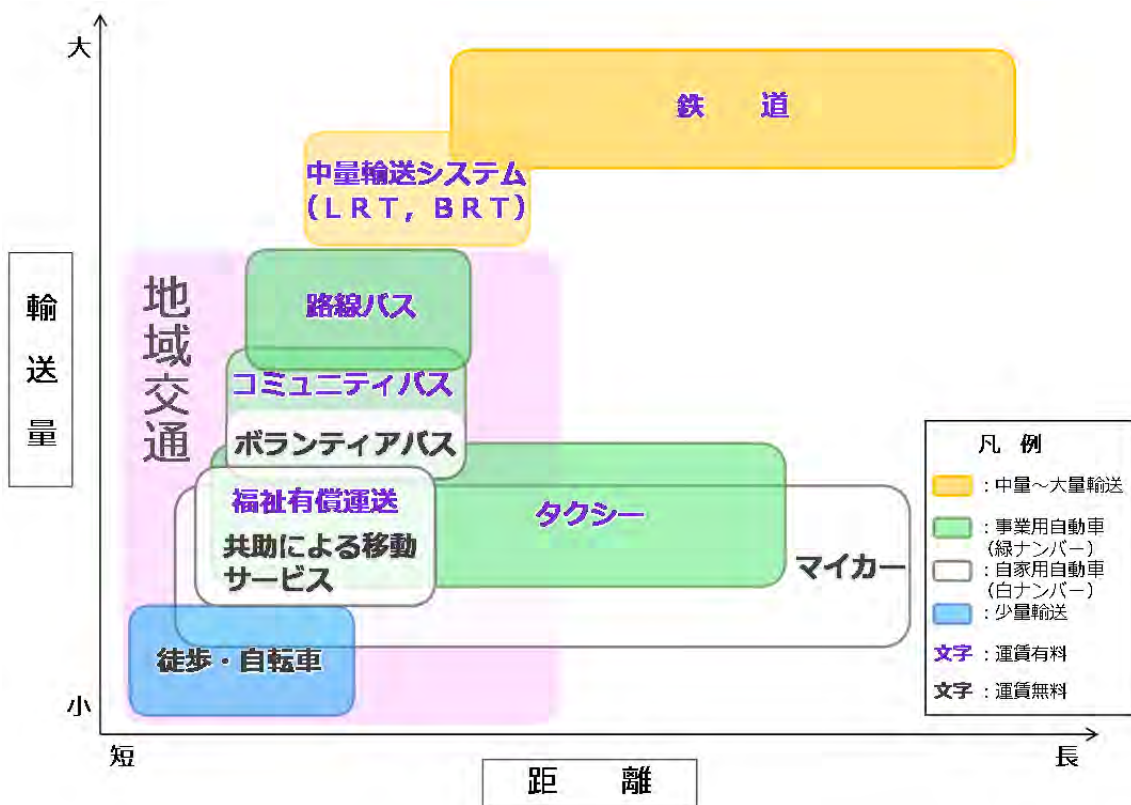 大
鉄　道
中量輸送システム
（ＬＲＴ，ＢＲＴ）
輸送量
地域交通
路線バス
コミュニティバス
ボランティアバス
福祉有償運送
共助による移動
サービス
タクシー
マイカー
徒歩・自転車
小
短
長
距　離
凡　例
：中量～大量輸送
：事業用自動車
（緑ナンバー）
：自家用自動車
（白ナンバー）
：少量輸送
文字：運賃有料
文字：運賃無料